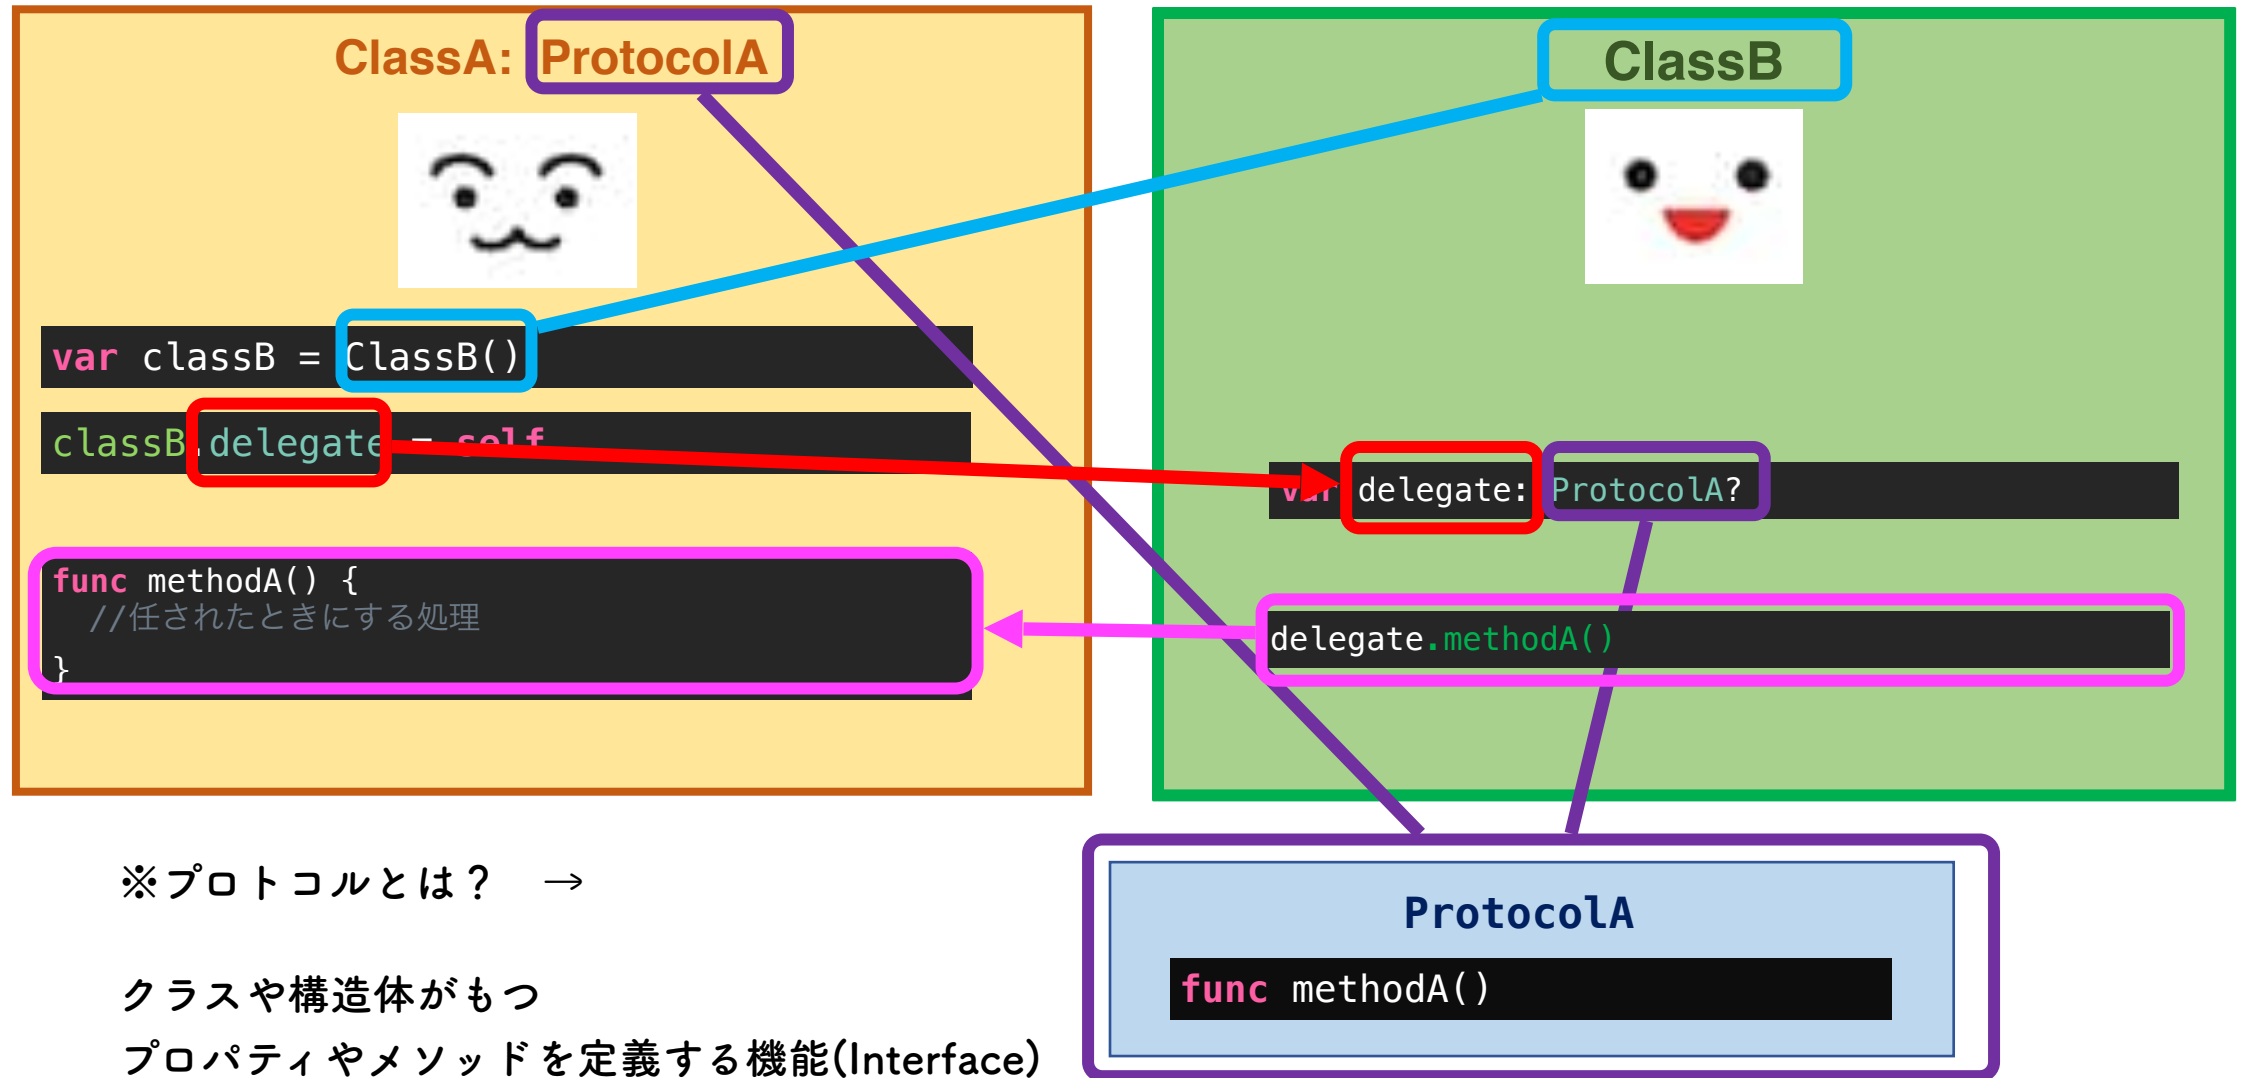 ClassA: ProtocolA
var classB = ClassB()
classB.delegate = self
func methodA() {
//任されたときにする処理
}
ClassB
var delegate: ProtocolA?
delegate.methodA()
※プロトコルとは？ →
クラスや構造体がもつ
プロパティやメソッドを定義する機能(Interface)
ProtocolA
func methodA()